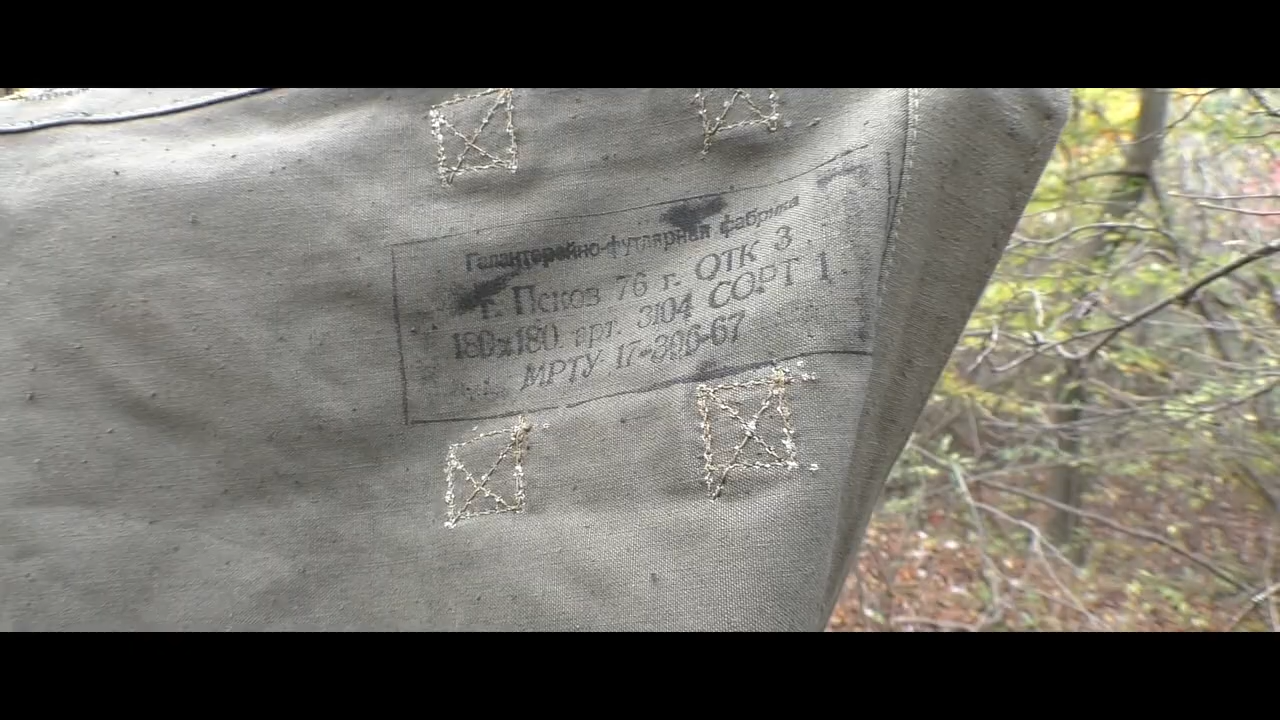 Галантерейно-футлярная фабрика
г. Псков 76 г. ОТК 3
180х180 арт. 3104 СОРТ 1
МРТУ 17-306-67